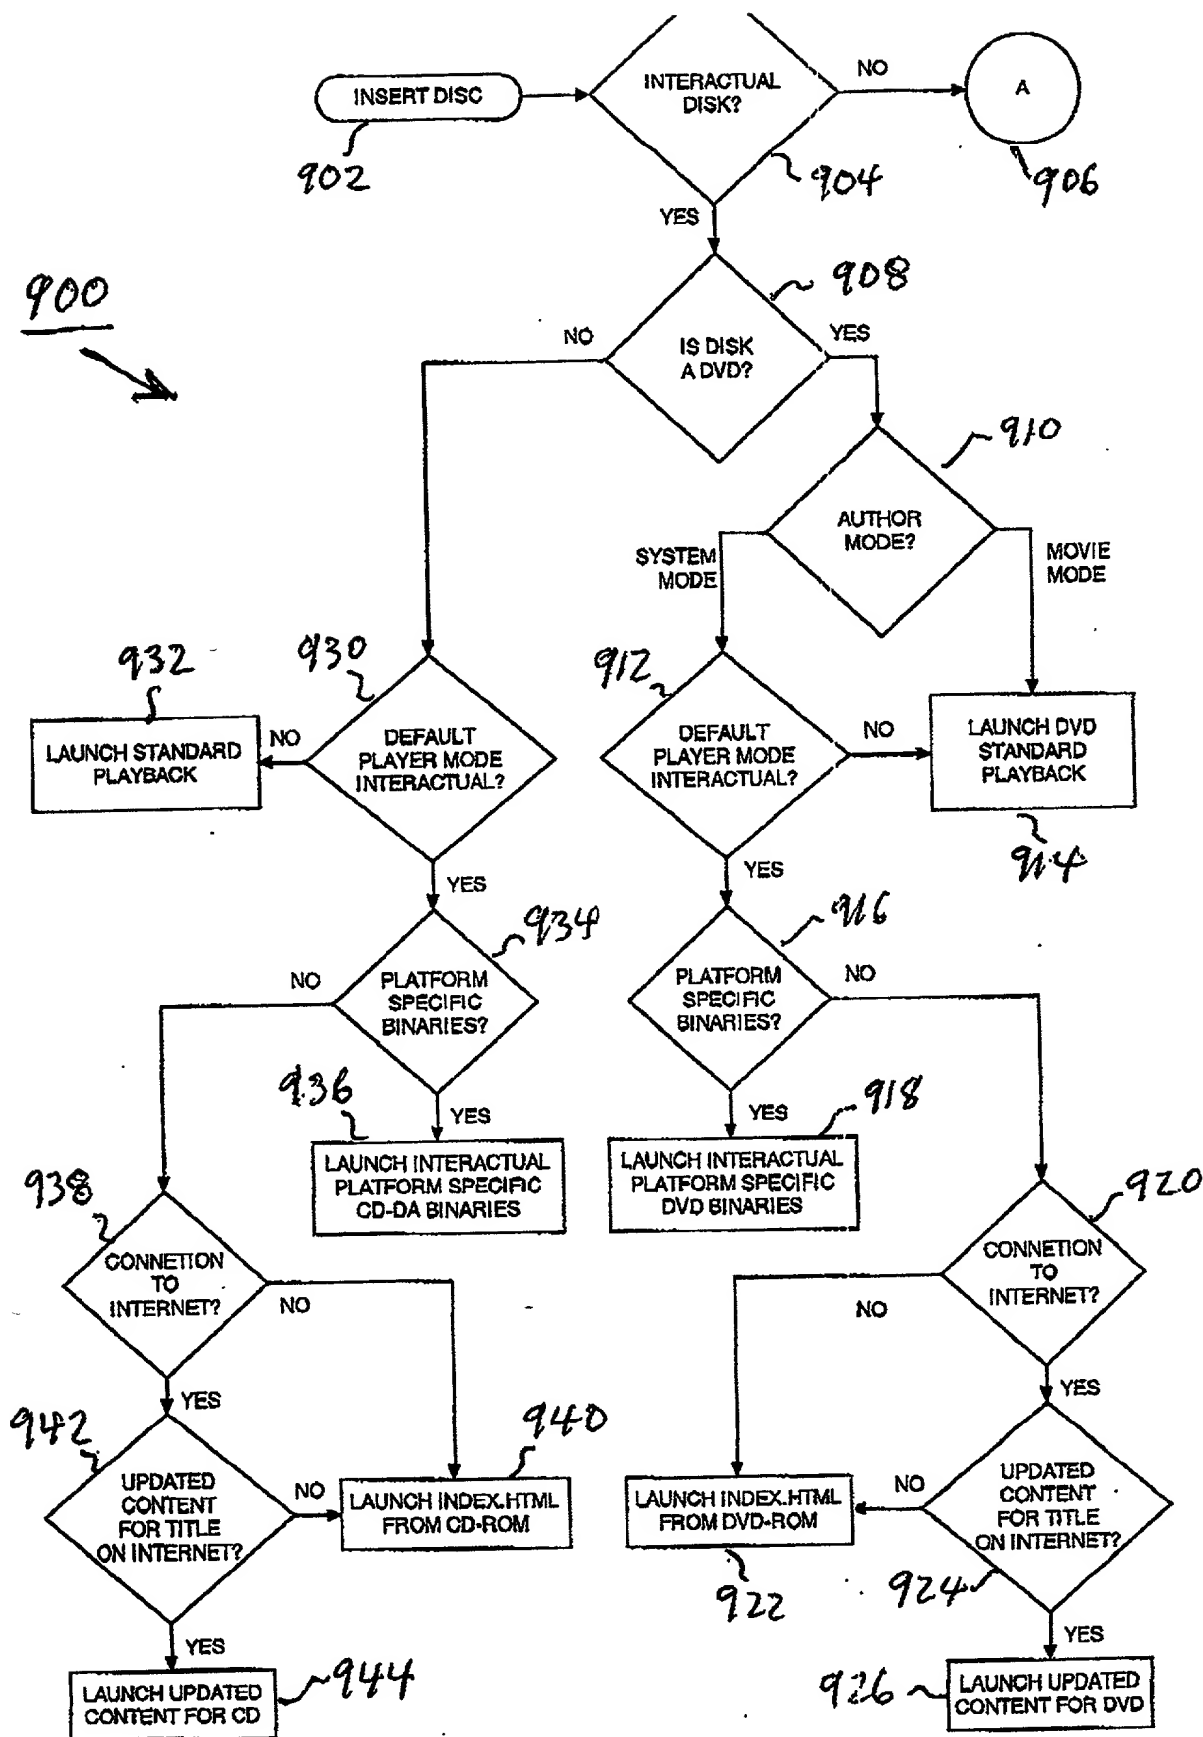 INSERT DISC
INTERACTUAL
DISK?
NO
A
902
904
906
YES
900
908
NO
IS DISK
A DVD?
YES
910
AUTHOR
MODE?
SYSTEM
MODE
MOVIE
MODE
932
930
912
LAUNCH STANDARD
PLAYBACK
NO
DEFAULT
PLAYER MODE
INTERACTUAL?
DEFAULT
PLAYER MODE
INTERACTUAL?
NO
LAUNCH DVD
STANDARD
PLAYBACK
914
YES
YES
934
916
NO
PLATFORM
SPECIFIC
BINARIES?
PLATFORM
SPECIFIC
BINARIES?
NO
936
YES
YES
918
LAUNCH INTERACTUAL
PLATFORM SPECIFIC
CD-DA BINARIES
LAUNCH INTERACTUAL
PLATFORM SPECIFIC
DVD BINARIES
938
920
CONNETION
TO
INTERNET?
NO
NO
CONNETION
TO
INTERNET?
YES
YES
942
940
UPDATED
CONTENT
FOR TITLE
ON INTERNET?
NO
LAUNCH INDEX.HTML
FROM CD-ROM
LAUNCH INDEX.HTML
FROM DVD-ROM
NO
UPDATED
CONTENT
FOR TITLE
ON INTERNET?
922
924
YES
YES
944
926
LAUNCH UPDATED
CONTENT FOR CD
LAUNCH UPDATED
CONTENT FOR DVD